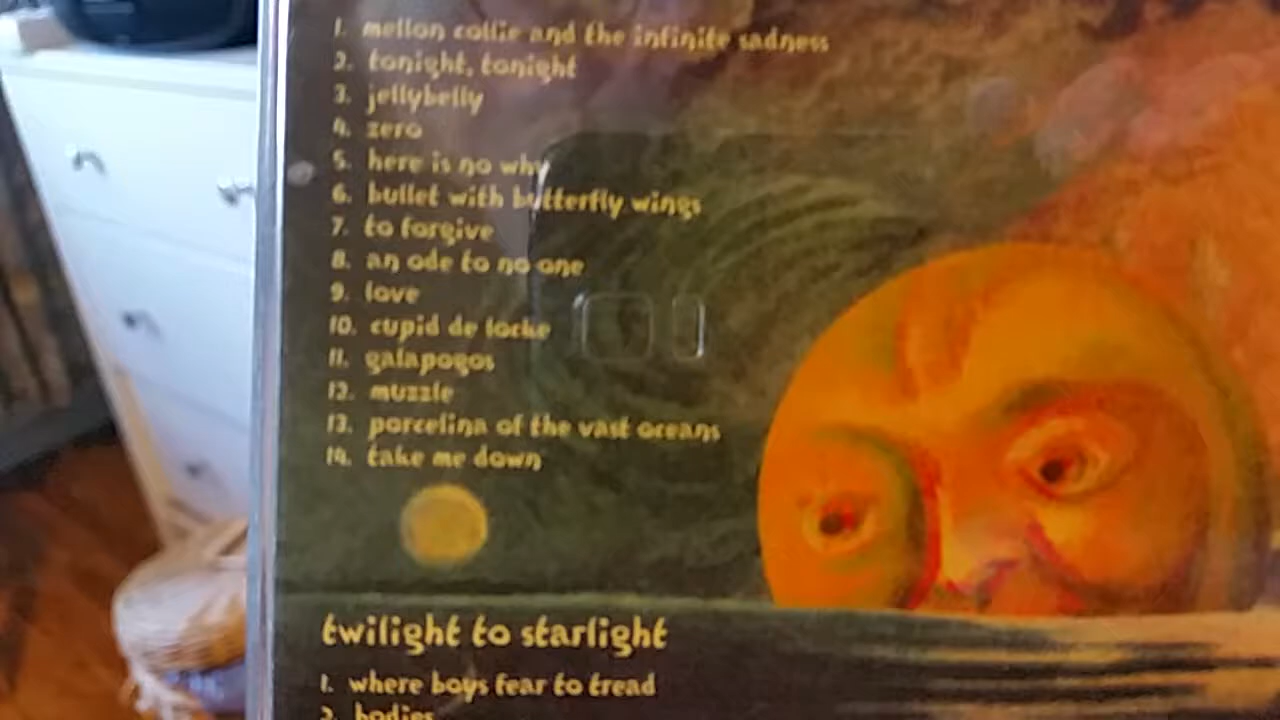 1. mellon collie and the infinite sadness
2. tonight, tonight
3. jellybelly
4. zero
5. here is no why
6. bullet with butterfly wings
7. to forgive
8. an ode to no one
9. love
10. cupid de locke
11. galapogos
12. muzzle
13. porcelina of the vast oceans
14. take me down
twilight to starlight
1. where boys fear to tread
2. bodies